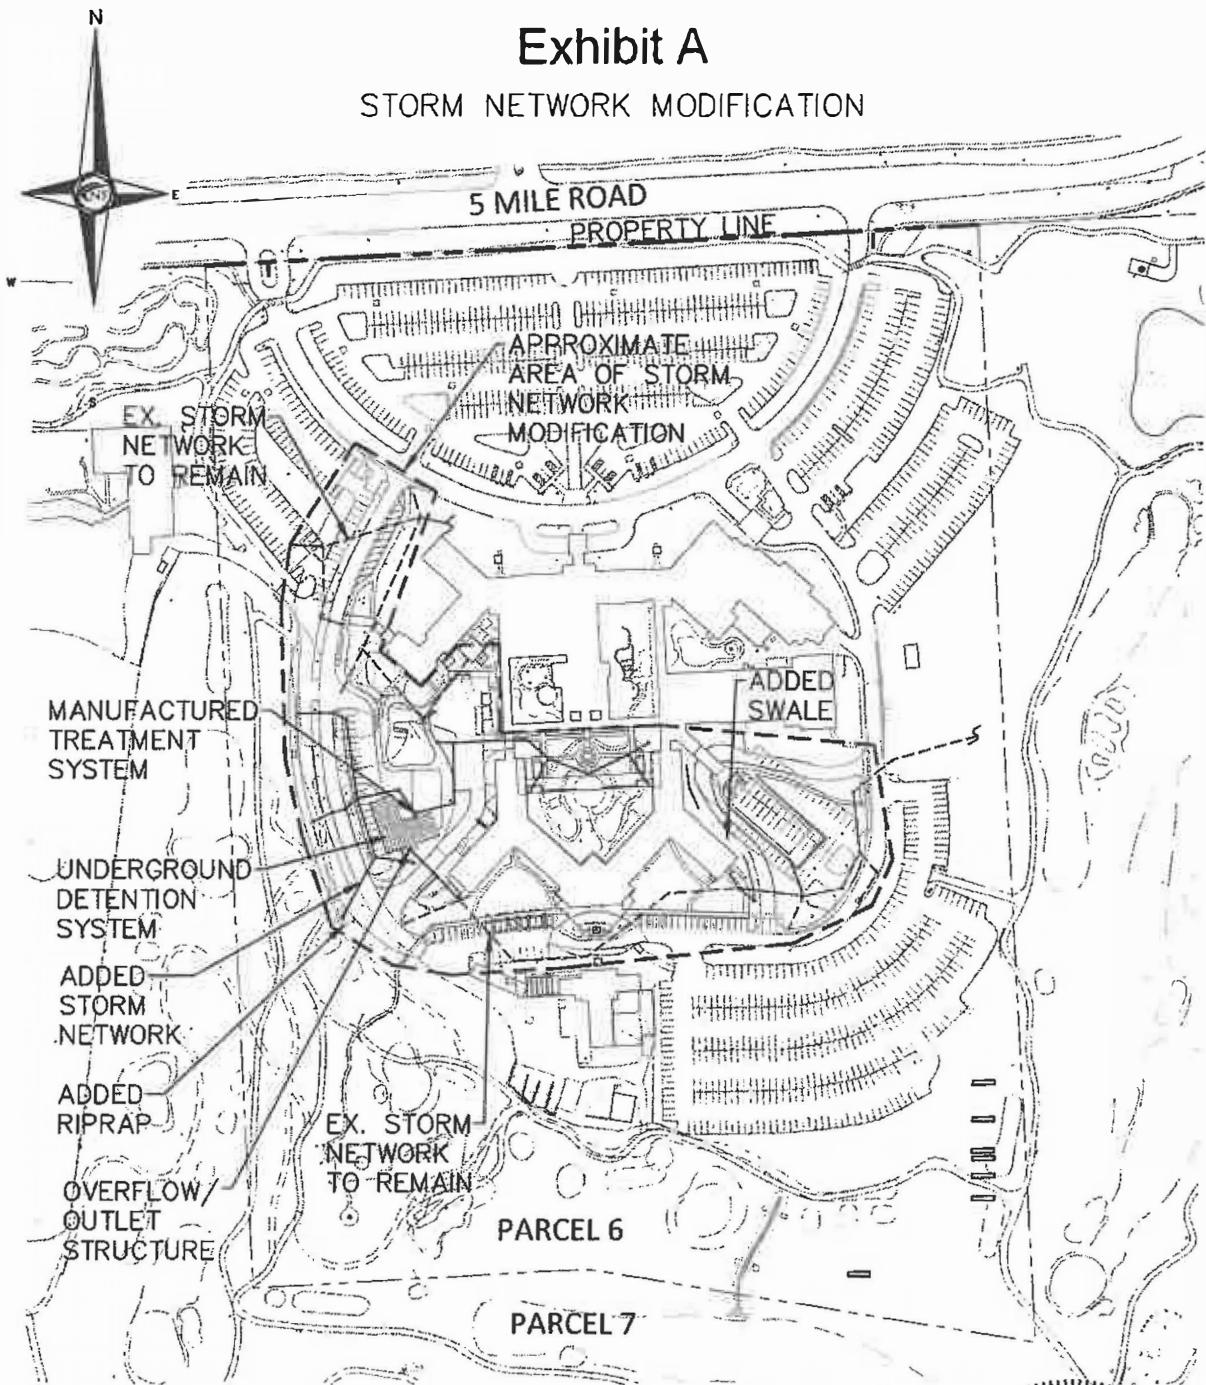 N
Exhibit A
STORM NETWORK MODIFICATION
E
5 MILE ROAD
PROPERTY LINE
W
APPROXIMATE
AREA OF STORM
NETWORK
MODIFICATION
S
EX. STORM
NETWORK
TO REMAIN
ADDED
SWALE
MANUFACTURED
TREATMENT
SYSTEM
UNDERGROUND
DETENTION
SYSTEM
ADDED
STORM
NETWORK
ADDED
RIPRAP
EX. STORM
NETWORK
TO REMAIN
OVERFLOW/
OUTLET
STRUCTURE
PARCEL 6
PARCEL 7